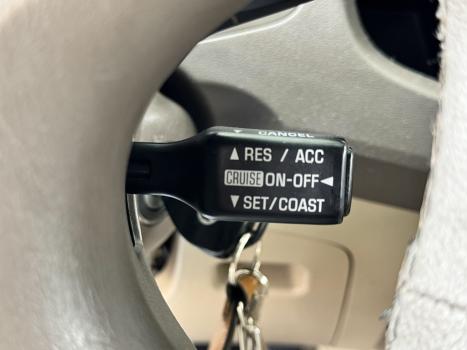 ▼ CANCEL
▲ RES / ACC
CRUISE ON-OFF ◀
▼ SET/COAST